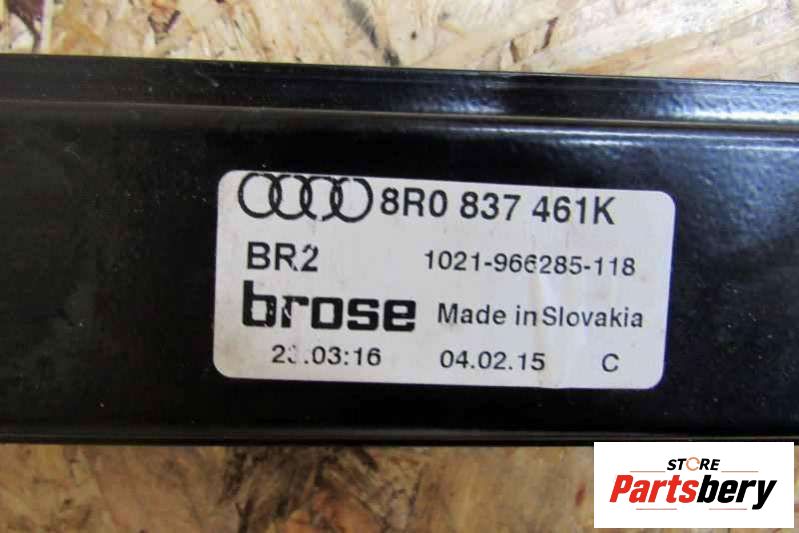 8R0 837 461K
BR2 1021-966285-118
brose Made in Slovakia
04.02.15 C
STORE
Partsbery